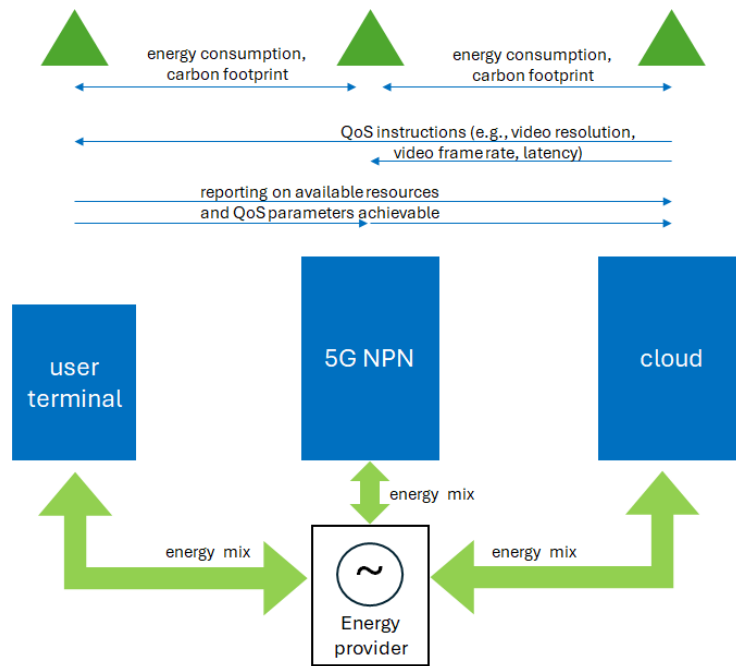 energy consumption,
carbon footprint
energy consumption,
carbon footprint
QoS instructions (e.g., video resolution,
video frame rate, latency)
reporting on available resources
and QoS parameters achievable
user
terminal
5G NPN
cloud
energy mix
energy mix
energy mix
~
Energy
provider